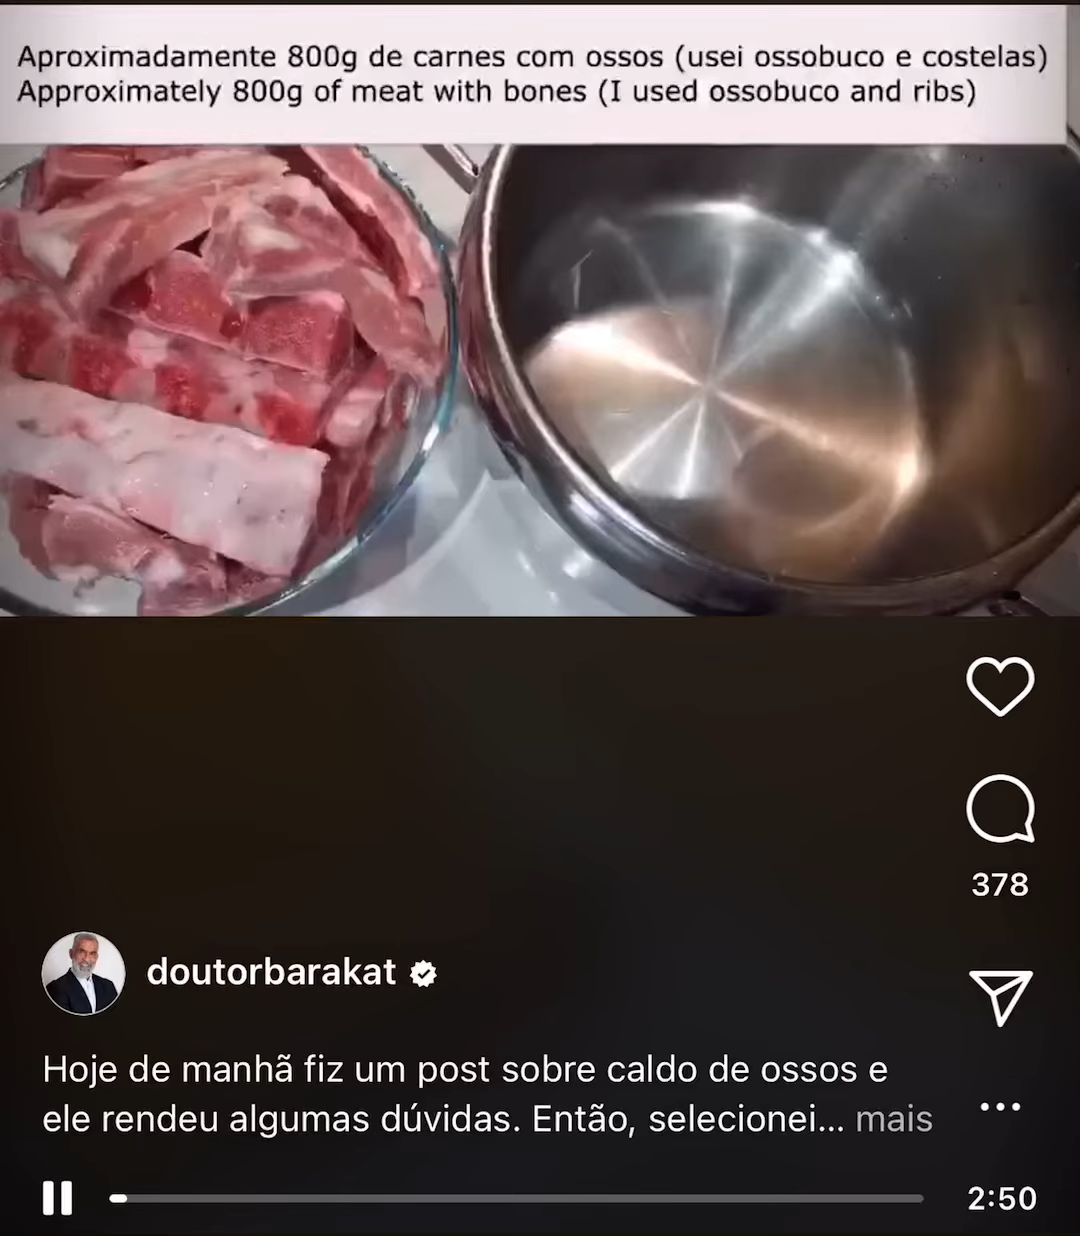 Aproximadamente 800g de carnes com ossos (usei ossobuco e costelas)
Approximately 800g of meat with bones (I used ossobuco and ribs)
378
doutorbarakat
Hoje de manhã fiz um post sobre caldo de ossos e
ele rendeu algumas dúvidas. Então, selecionei... mais
2:50